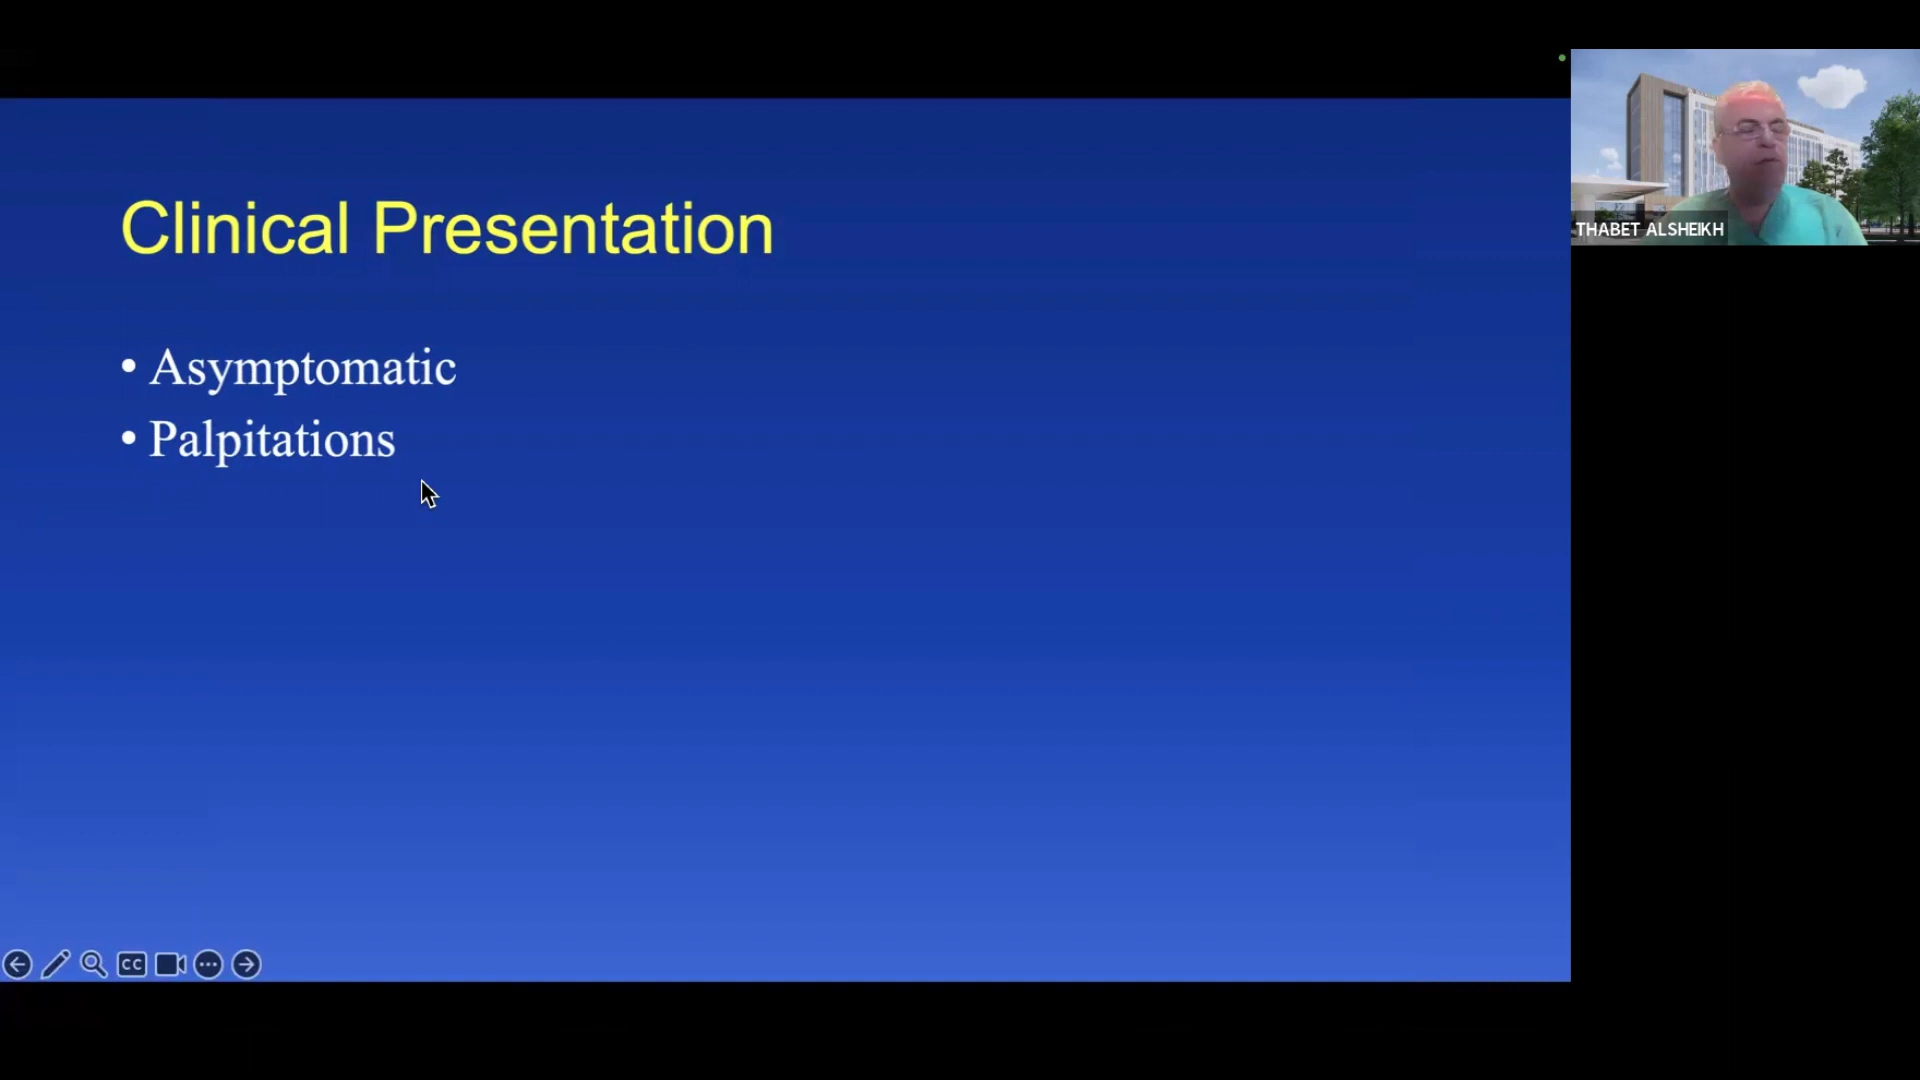 Clinical Presentation
• Asymptomatic
• Palpitations
THABET ALSHEIKH
CC